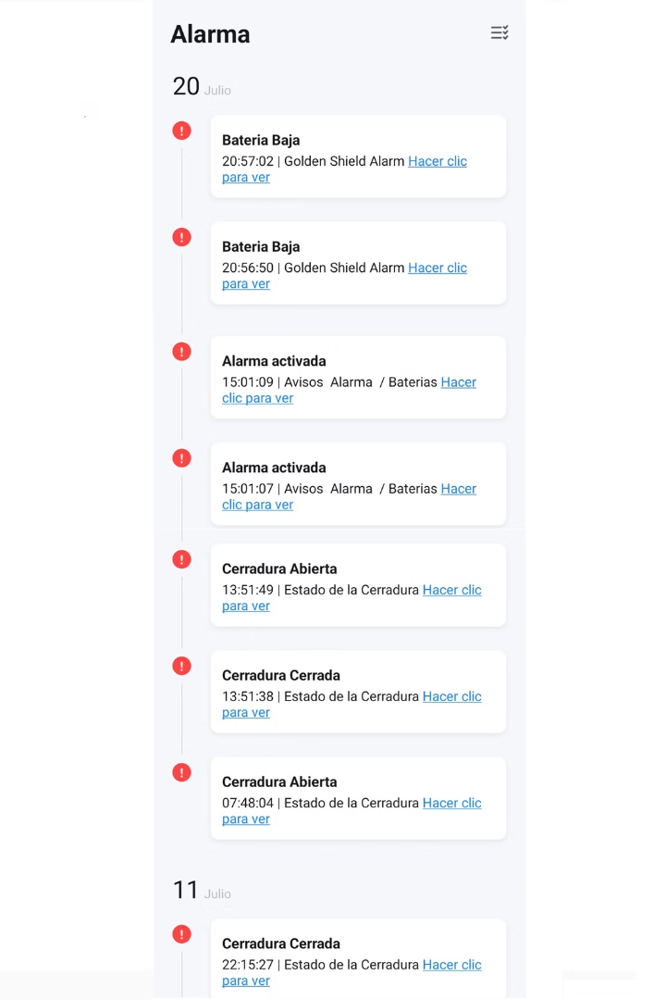 Alarma
20 Julio
Bateria Baja
20:57:02 | Golden Shield Alarm Hacer clic
para ver
Bateria Baja
20:56:50 | Golden Shield Alarm Hacer clic
para ver
Alarma activada
15:01:09 | Avisos  Alarma  / Baterias Hacer
clic para ver
Alarma activada
15:01:07 | Avisos  Alarma  / Baterias Hacer
clic para ver
Cerradura Abierta
13:51:49 | Estado de la Cerradura Hacer clic
para ver
Cerradura Cerrada
13:51:38 | Estado de la Cerradura Hacer clic
para ver
Cerradura Abierta
07:48:04 | Estado de la Cerradura Hacer clic
para ver
11 Julio
Cerradura Cerrada
22:15:27 | Estado de la Cerradura Hacer clic
para ver